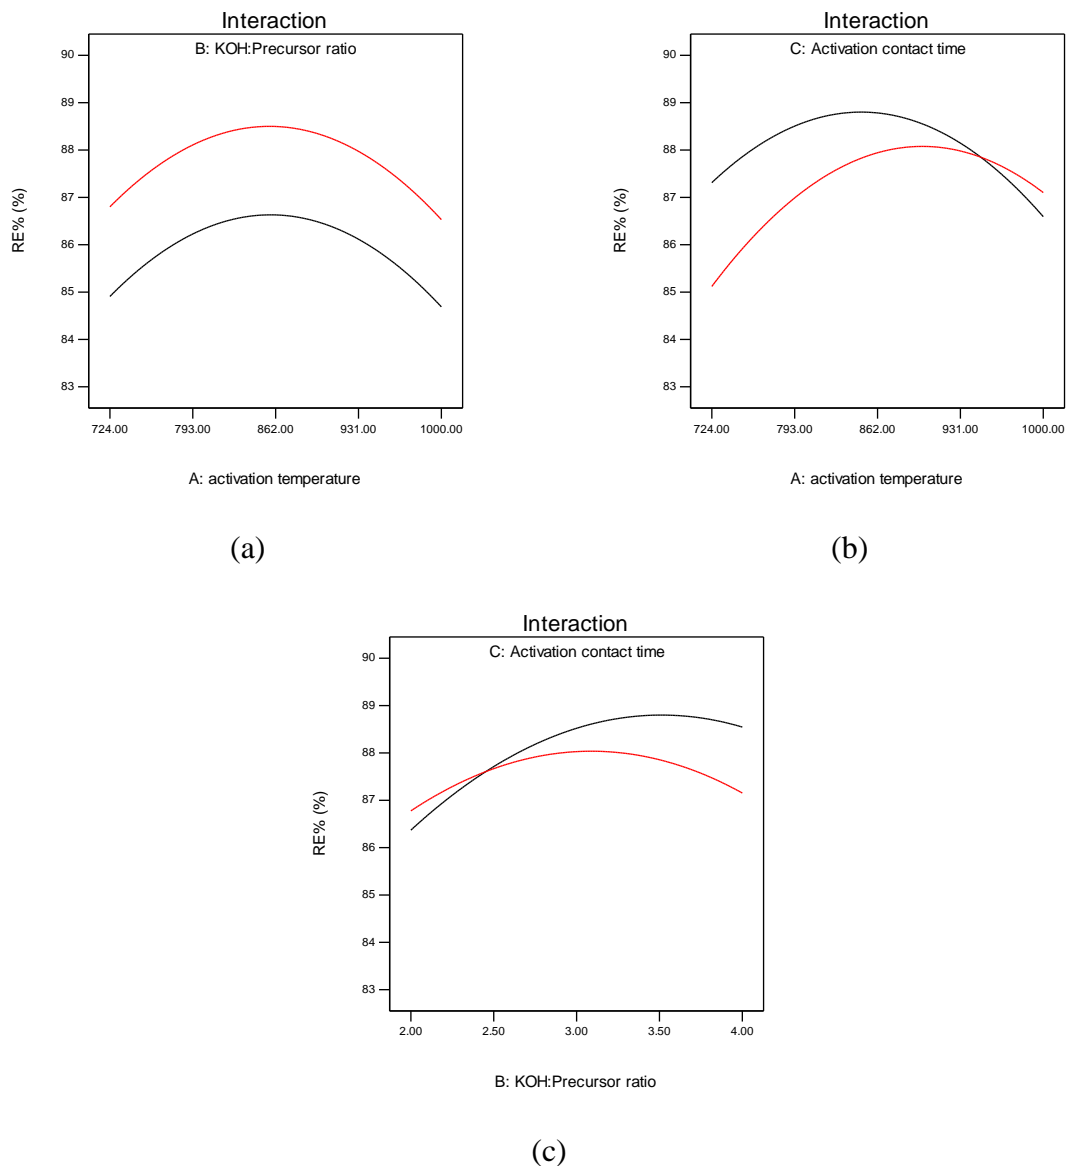 Interaction
B: KOH:Precursor ratio
90
89
88
87
86
85
84
83
RE% (%)
724.00 793.00 862.00 931.00 1000.00
A: activation temperature
(a)
Interaction
C: Activation contact time
90
89
88
87
86
85
84
83
RE% (%)
724.00 793.00 862.00 931.00 1000.00
A: activation temperature
(b)
Interaction
C: Activation contact time
90
89
88
87
86
85
84
83
RE% (%)
2.00 2.50 3.00 3.50 4.00
B: KOH:Precursor ratio
(c)